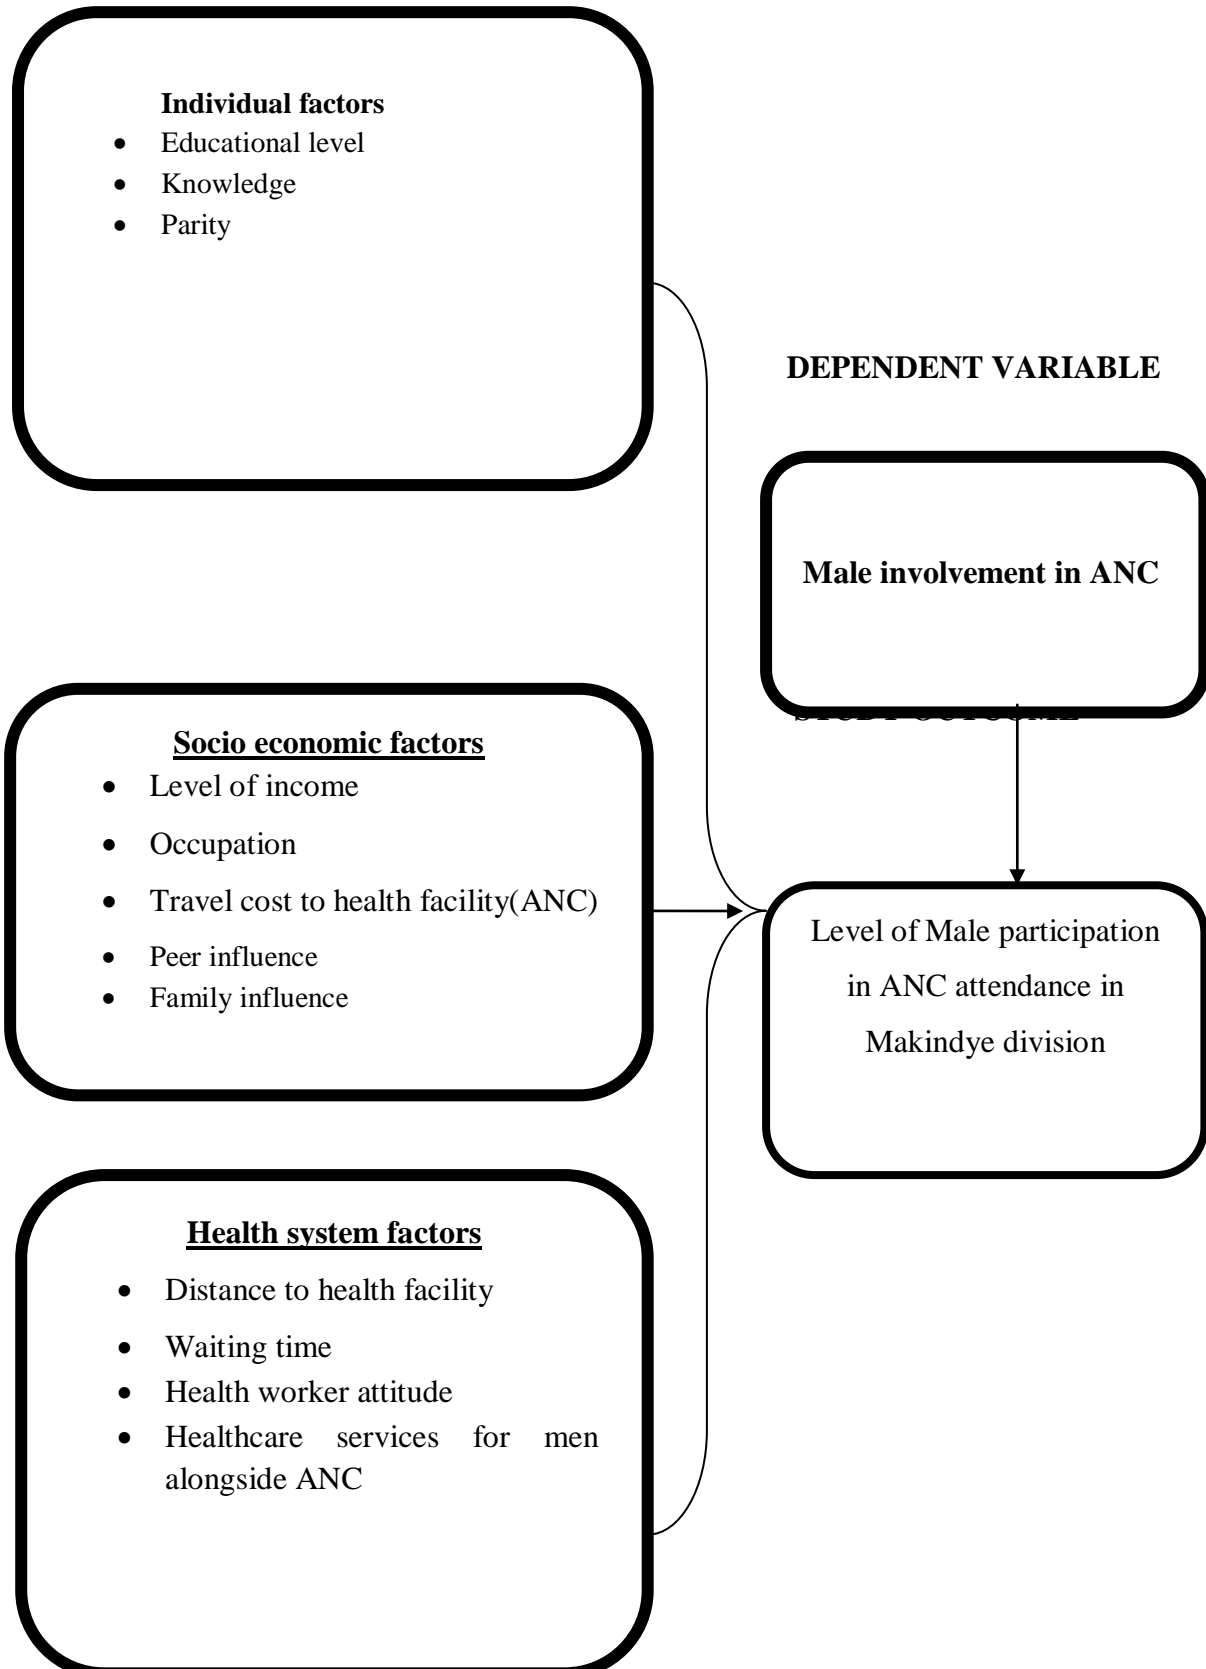 Individual factors
• Educational level
• Knowledge
• Parity
DEPENDENT VARIABLE
Male involvement in ANC
Socio economic factors
• Level of income
• Occupation
• Travel cost to health facility(ANC)
• Peer influence
• Family influence
Level of Male participation
in ANC attendance in
Makindye division
Health system factors
• Distance to health facility
• Waiting time
• Health worker attitude
• Healthcare services for men
alongside ANC